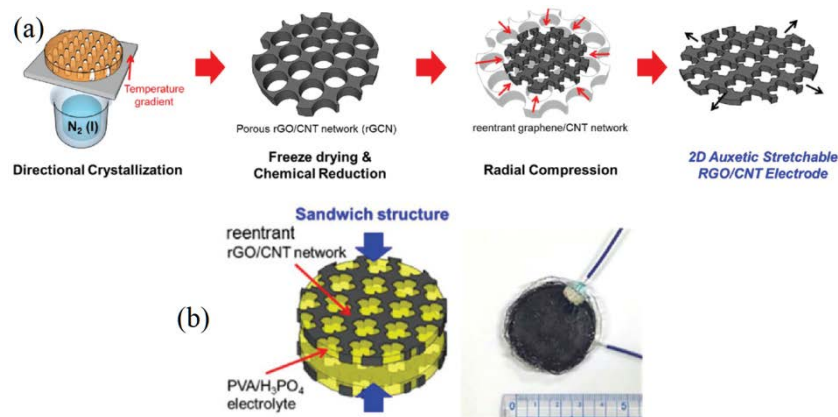 (a)
Temperature
gradient
N₂ (l)
Directional Crystallization
Porous rGO/CNT network (rGCN)
Freeze drying &
Chemical Reduction
reentrant graphene/CNT network
Radial Compression
2D Auxetic Stretchable
RGO/CNT Electrode
(b)
Sandwich structure
reentrant
rGO/CNT network
PVA/H₃PO₄
electrolyte
0 1 2 3 4 5